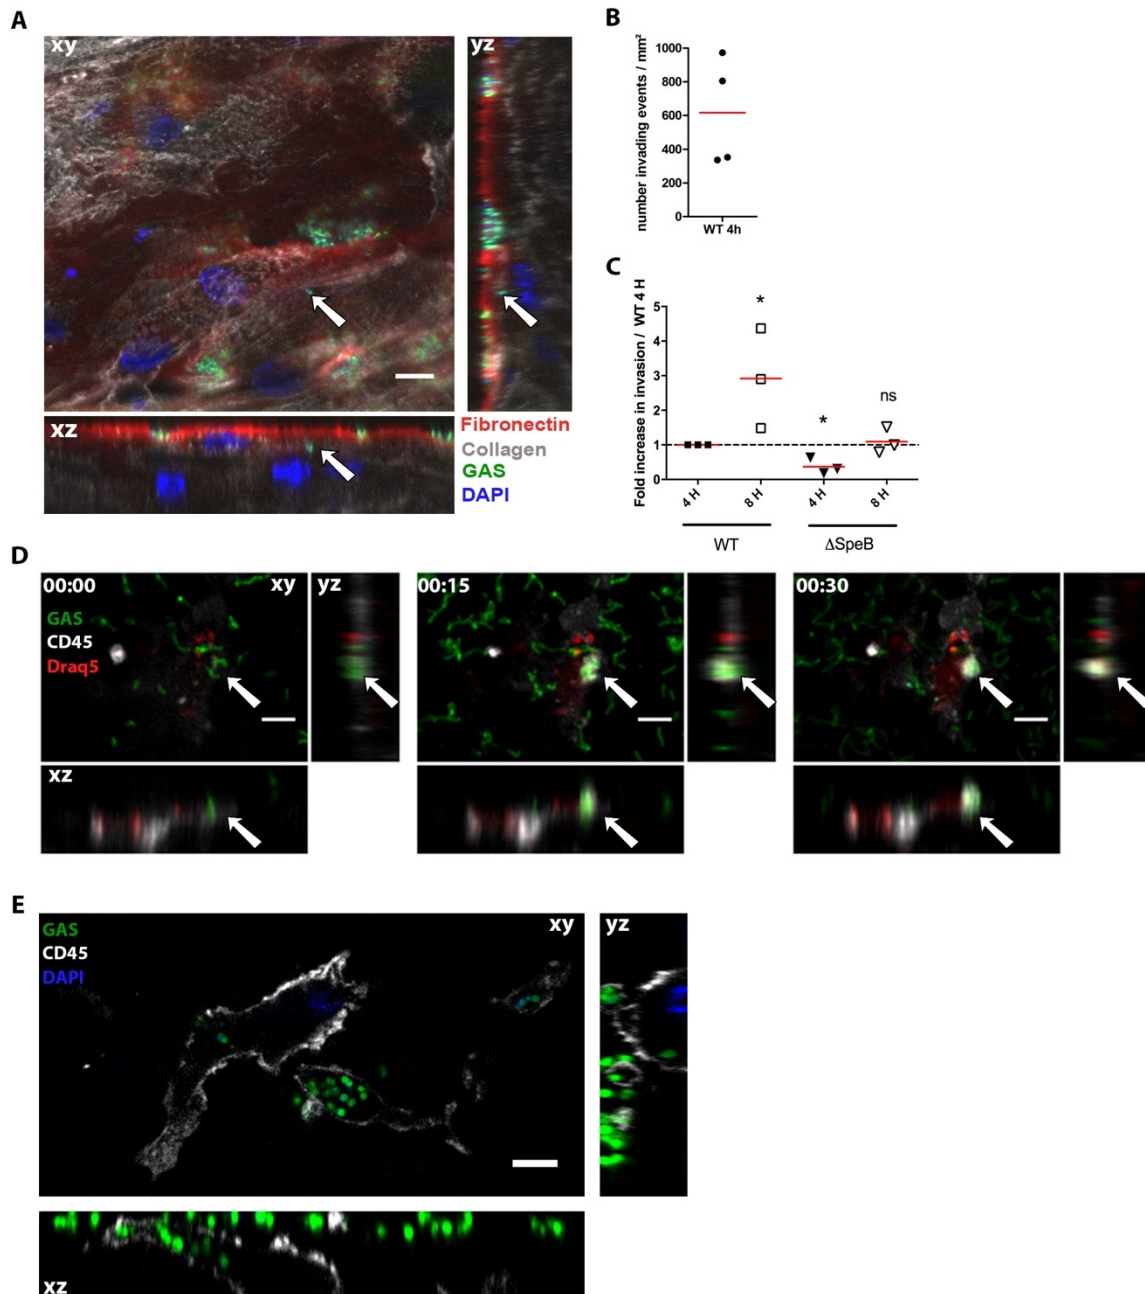 A
xy
yz
xz
Fibronectin
Collagen
GAS
DAPI
B
number invading events / mm²
1000
800
600
400
200
0
WT 4h
C
Fold increase in invasion / WT 4 H
5
4
3
2
1
0
*
*
ns
4 H
8 H
4 H
8 H
WT
ΔSpeB
D
00:00
xy
yz
00:15
00:30
GAS
CD45
Draq5
xz
E
GAS
CD45
DAPI
xy
yz
xz